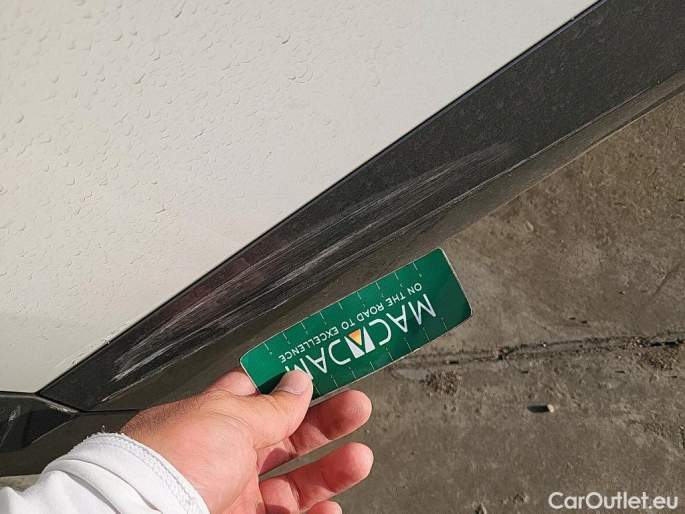 MACADAM
ON THE ROAD TO EXCELLENCE
CarOutlet.eu